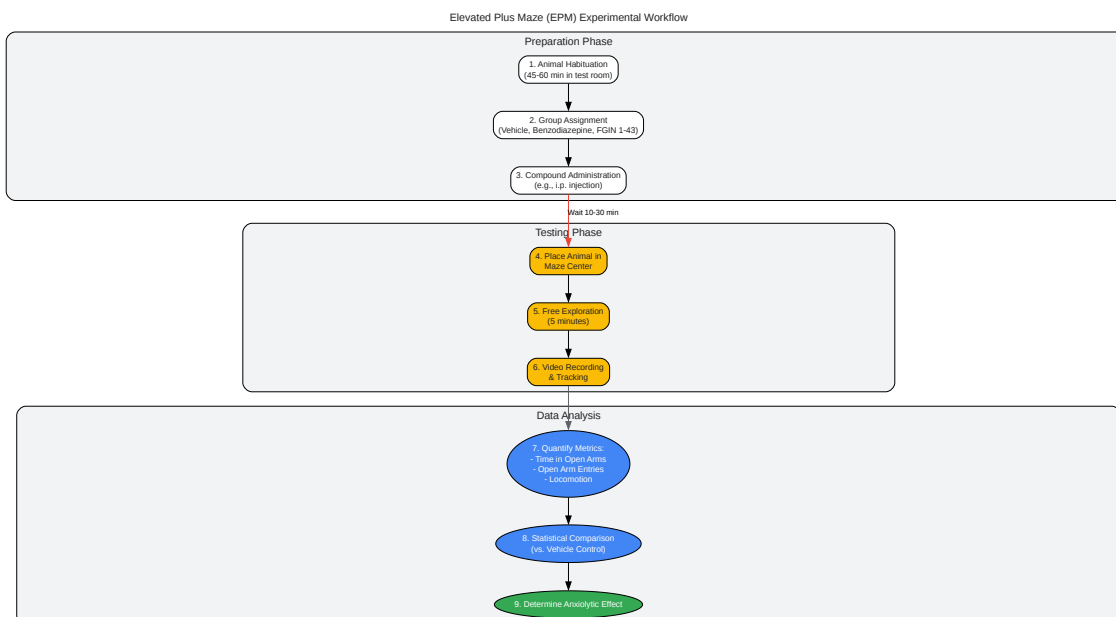 Elevated Plus Maze (EPM) Experimental Workflow
Preparation Phase
1. Animal Habituation
(45-60 min in test room)
2. Group Assignment
(Vehicle, Benzodiazepine, FGIN 1-43)
3. Compound Administration
(e.g., i.p. injection)
Wait 10-30 min
Testing Phase
4. Place Animal in
Maze Center
5. Free Exploration
(5 minutes)
6. Video Recording
& Tracking
Data Analysis
7. Quantify Metrics:
- Time in Open Arms
- Open Arm Entries
- Locomotion
8. Statistical Comparison
(vs. Vehicle Control)
9. Determine Anxiolytic Effect